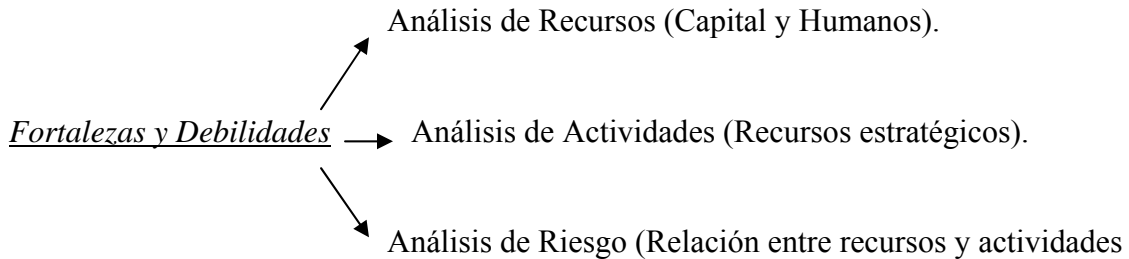 Análisis de Recursos (Capital y Humanos).
Fortalezas y Debilidades
Análisis de Actividades (Recursos estratégicos).
Análisis de Riesgo (Relación entre recursos y actividades